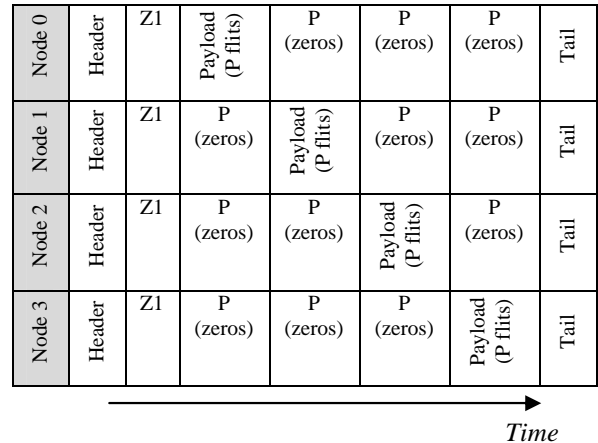 Node 0 Header Z1 Payload (P flits) P (zeros) P (zeros) P (zeros) Tail
Node 1 Header Z1 P (zeros) Payload (P flits) P (zeros) P (zeros) Tail
Node 2 Header Z1 P (zeros) P (zeros) Payload (P flits) P (zeros) Tail
Node 3 Header Z1 P (zeros) P (zeros) P (zeros) Payload (P flits) Tail
Time